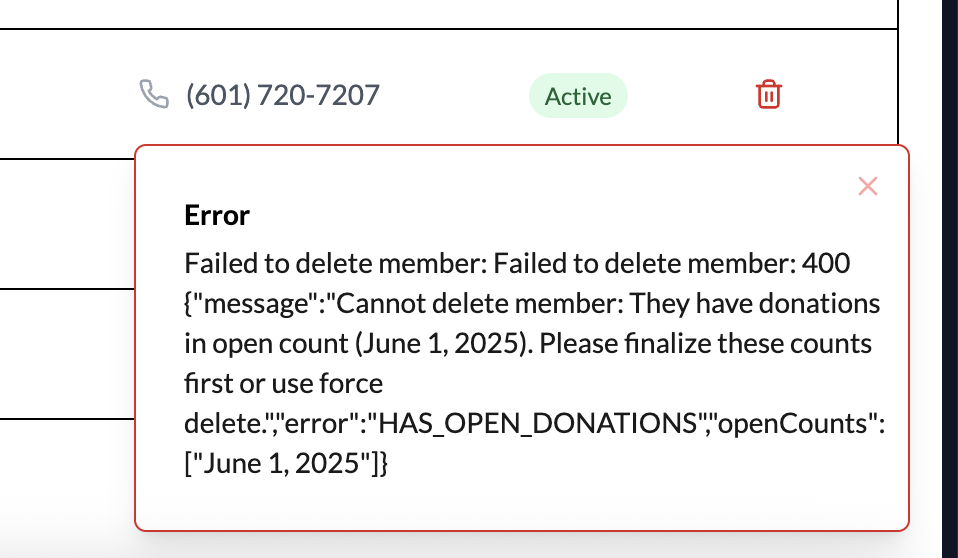 (601) 720-7207
Active
Error
Failed to delete member: Failed to delete member: 400
{"message":"Cannot delete member: They have donations
in open count (June 1, 2025). Please finalize these counts
first or use force
delete.","error":"HAS_OPEN_DONATIONS","openCounts":
["June 1, 2025"]}